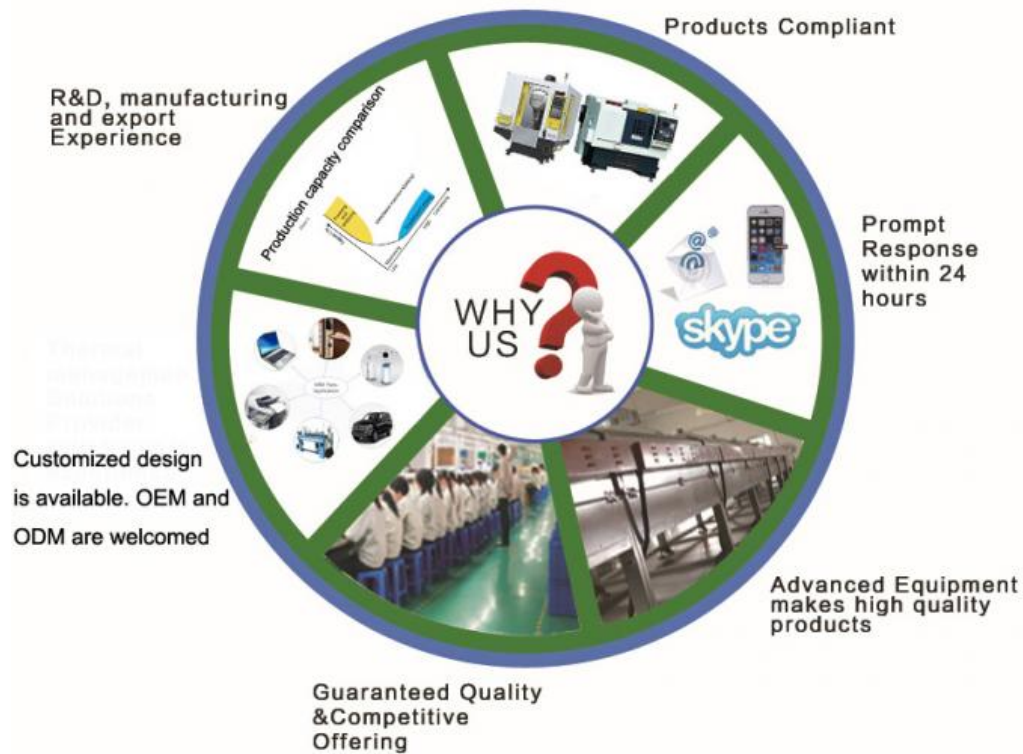 Products Compliant
R&D, manufacturing
and export
Experience
Production capacity comparison
Prompt
Response
within 24
hours
skype
WHY
US
Customized design
is available. OEM and
ODM are welcomed
Advanced Equipment
makes high quality
products
Guaranteed Quality
&Competitive
Offering